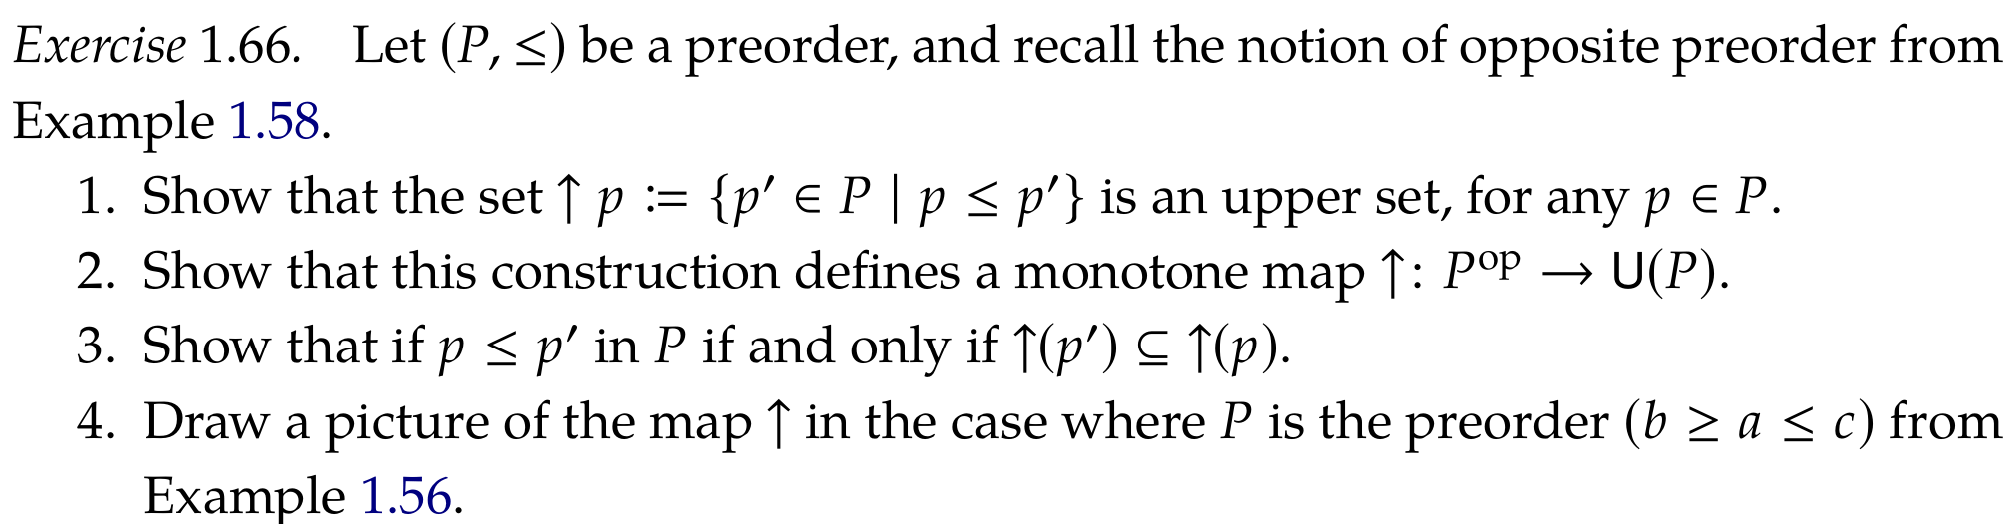 Exercise 1.66. Let (P, ≤) be a preorder, and recall the notion of opposite preorder from
Example 1.58.
1. Show that the set ↑ p := {p′ ∈ P | p ≤ p′} is an upper set, for any p ∈ P.
2. Show that this construction defines a monotone map ↑: P^op → U(P).
3. Show that if p ≤ p′ in P if and only if ↑(p′) ⊆ ↑(p).
4. Draw a picture of the map ↑ in the case where P is the preorder (b ≥ a ≤ c) from
Example 1.56.